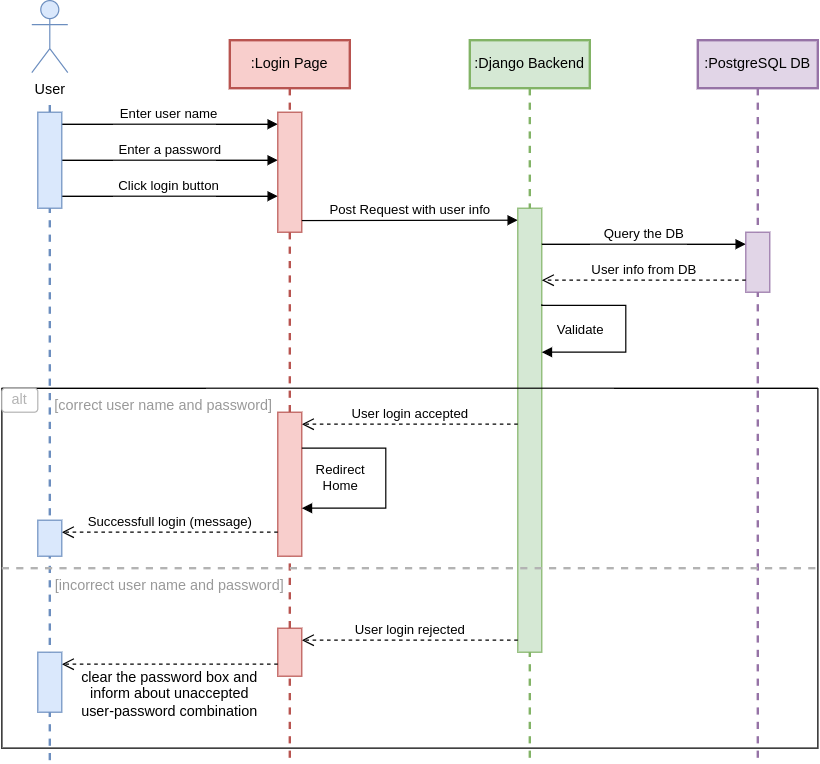 User
:Login Page
:Django Backend
:PostgreSQL DB
Enter user name
Enter a password
Click login button
Post Request with user info
Query the DB
User info from DB
Validate
alt
[correct user name and password]
User login accepted
Redirect
Home
Successfull login (message)
[incorrect user name and password]
User login rejected
clear the password box and
inform about unaccepted
user-password combination